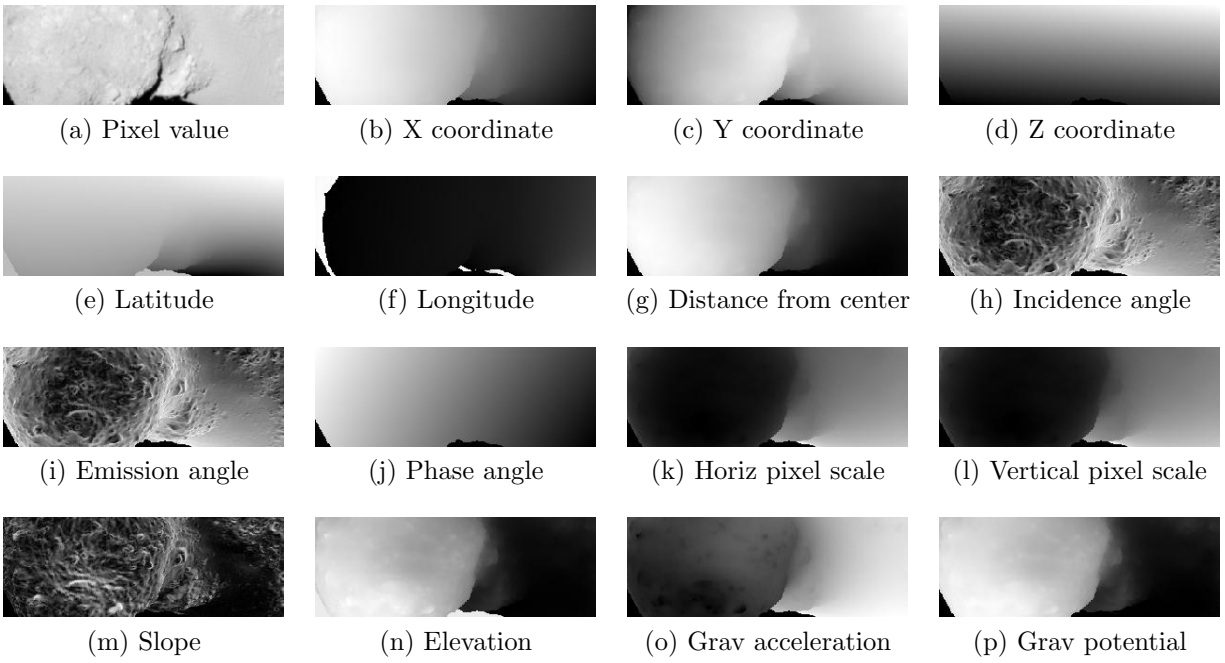 (a) Pixel value
(b) X coordinate
(c) Y coordinate
(d) Z coordinate
(e) Latitude
(f) Longitude
(g) Distance from center
(h) Incidence angle
(i) Emission angle
(j) Phase angle
(k) Horiz pixel scale
(l) Vertical pixel scale
(m) Slope
(n) Elevation
(o) Grav acceleration
(p) Grav potential